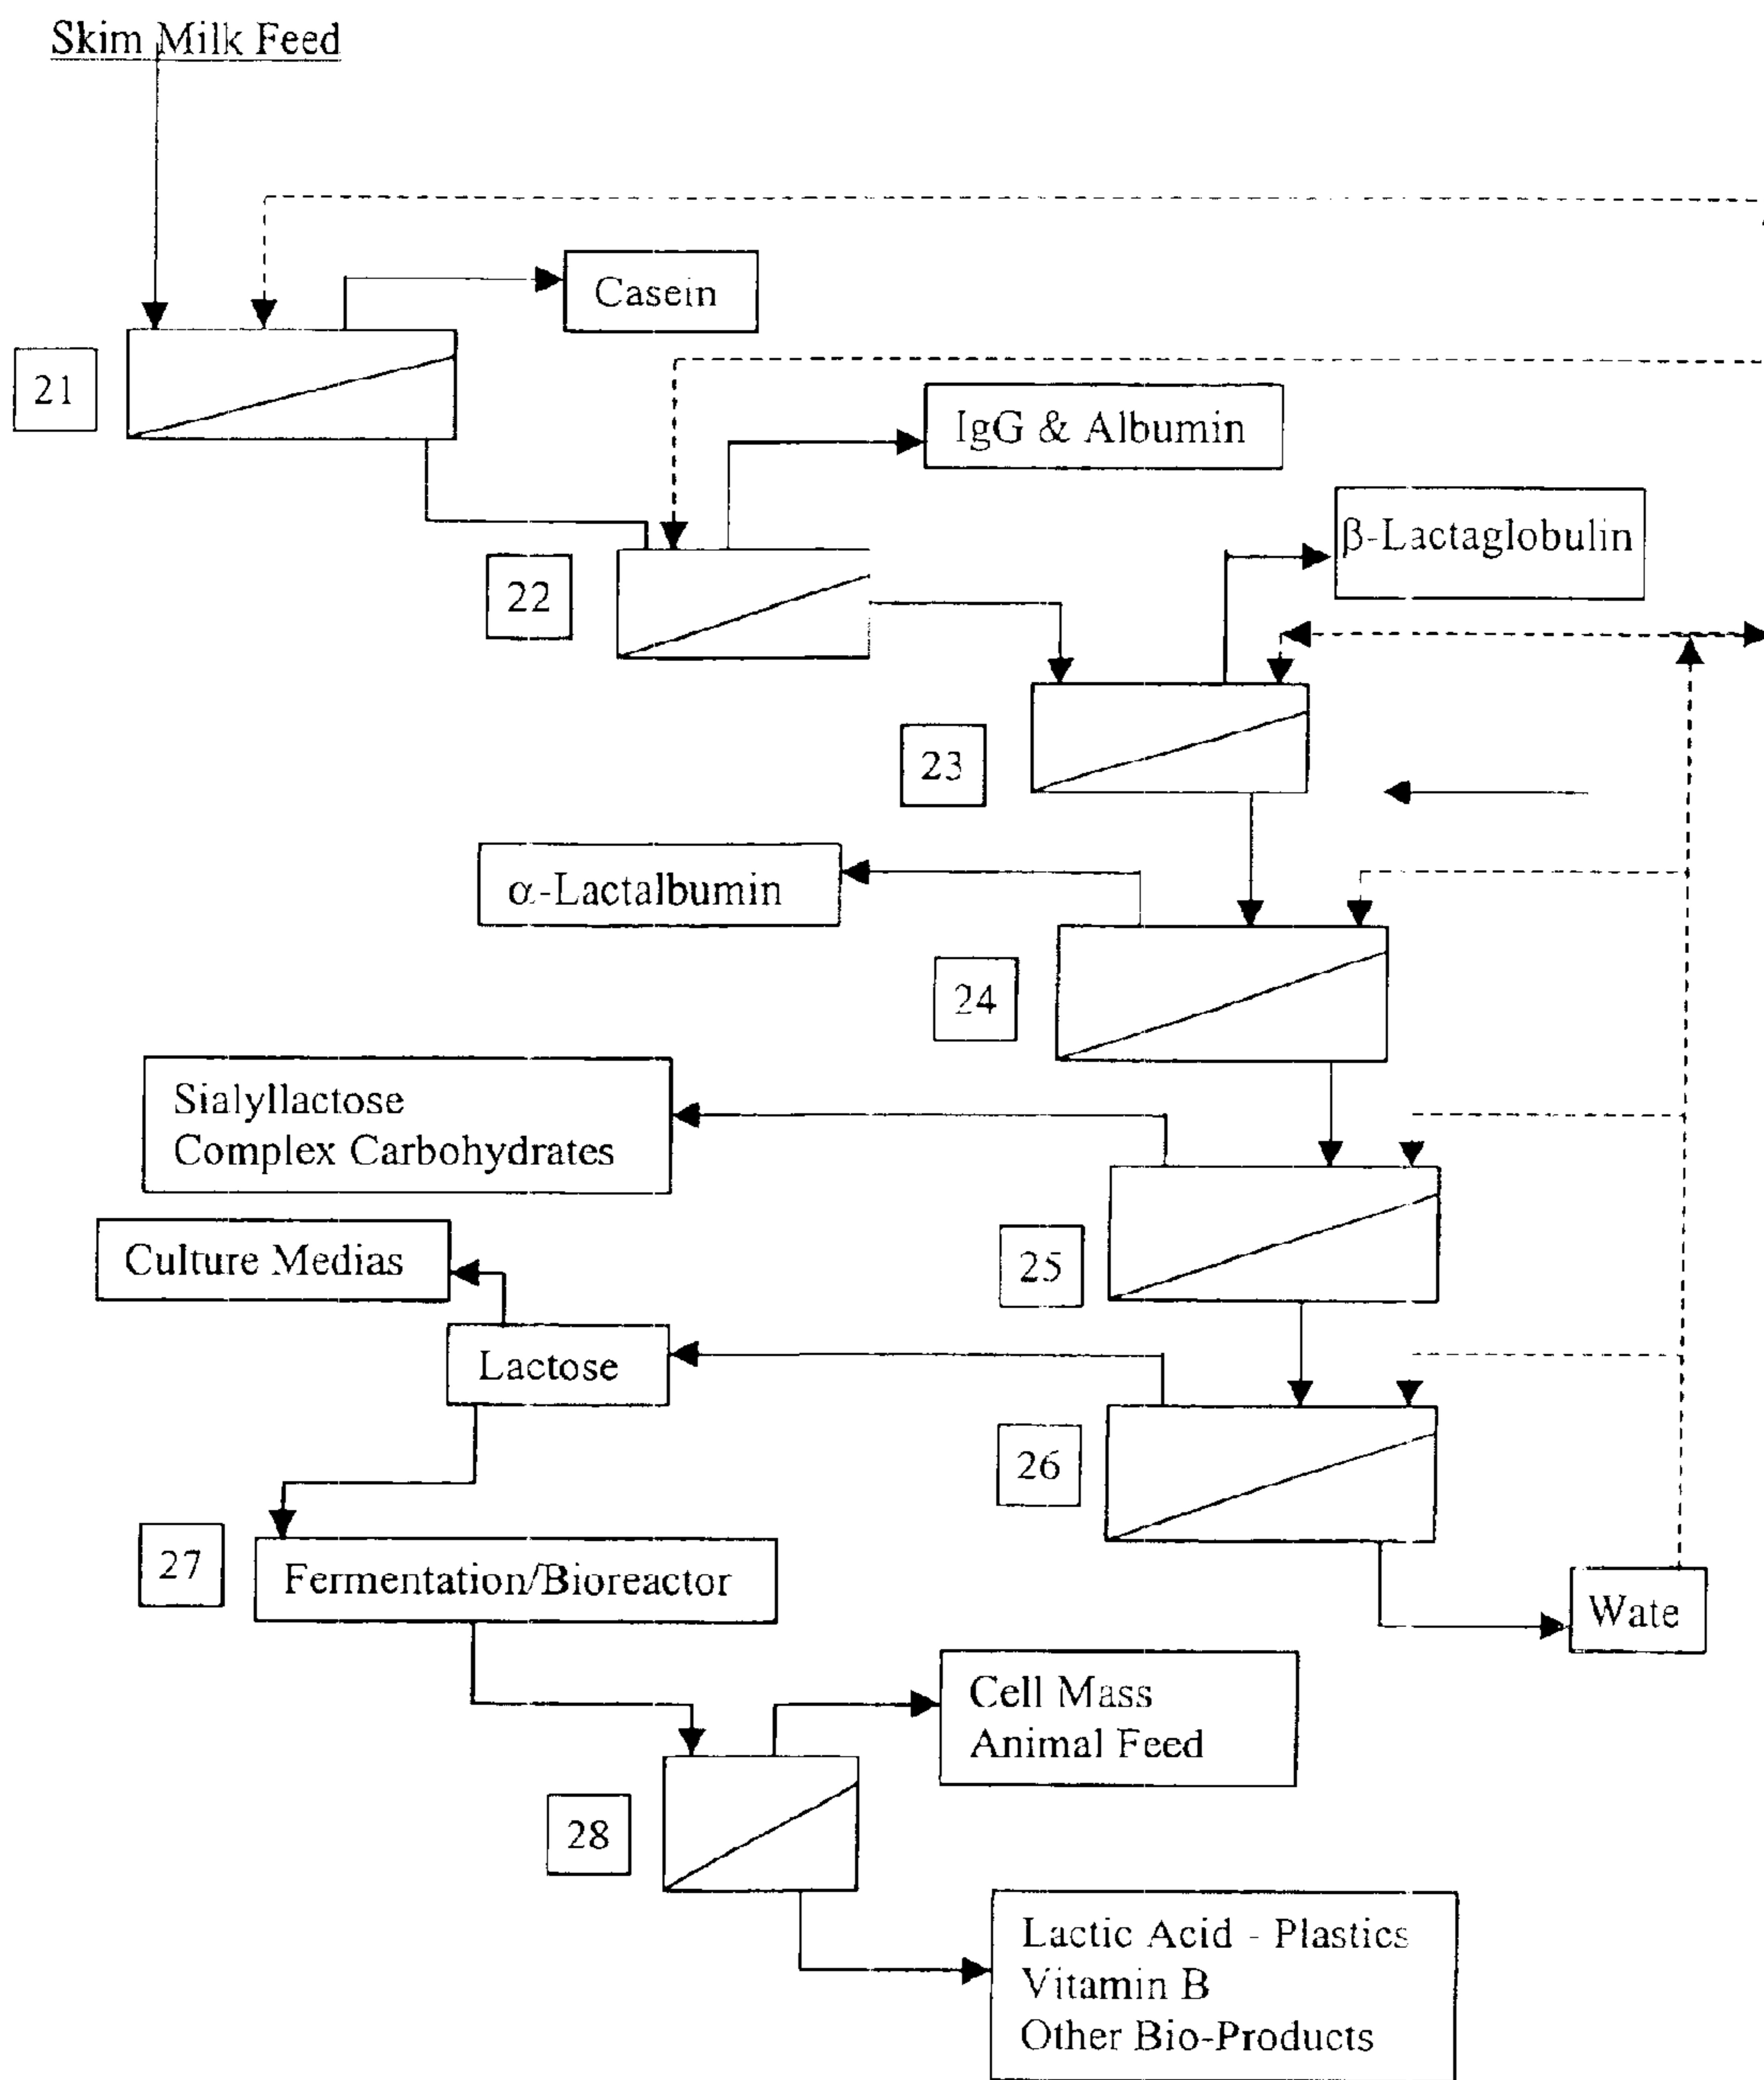 Skim Milk Feed
Casein
21
IgG & Albumin
β-Lactaglobulin
22
23
α-Lactalbumin
24
Sialyllactose
Complex Carbohydrates
Culture Medias
25
Lactose
26
27
Fermentation/Bioreactor
Wate
Cell Mass
Animal Feed
28
Lactic Acid - Plastics
Vitamin B
Other Bio-Products